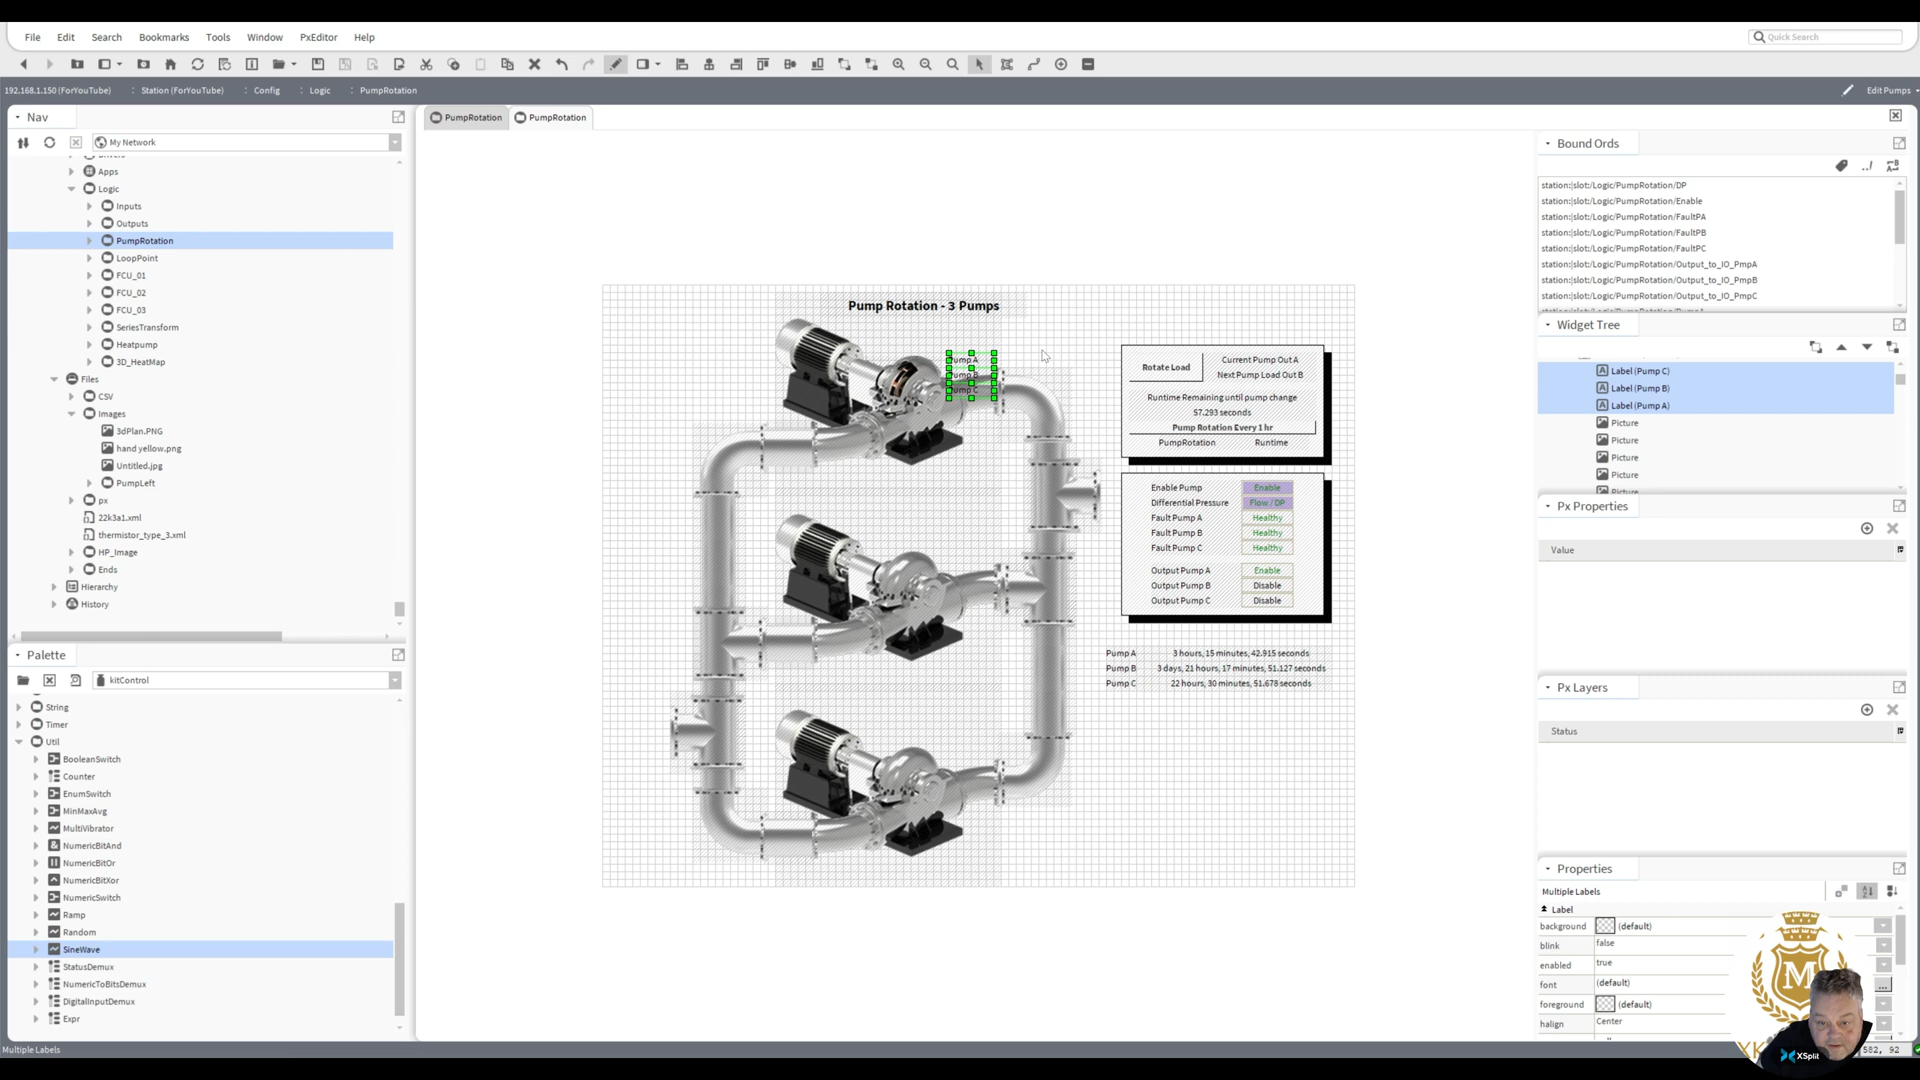 File Edit Search Bookmarks Tools Window PxEditor Help
Quick Search
192.168.1.150 (ForYouTube) : Station (ForYouTube) : Config : Logic : PumpRotation
Edit Pumps
Nav
My Network
Apps
Logic
Inputs
Outputs
PumpRotation
LoopPoint
FCU_01
FCU_02
FCU_03
SeriesTransform
Heatpump
3D_HeatMap
Files
CSV
Images
3dPlan.PNG
hand yellow.png
Untitled.jpg
PumpLeft
px
22k3a1.xml
thermistor_type_3.xml
HP_Image
Ends
Hierarchy
History
Palette
kitControl
String
Timer
Util
BooleanSwitch
Counter
EnumSwitch
MinMaxAvg
MultiVibrator
NumericBitAnd
NumericBitOr
NumericBitXor
NumericSwitch
Ramp
Random
SineWave
StatusDemux
NumericToBitsDemux
DigitalInputDemux
Expr
Multiple Labels
PumpRotation PumpRotation
Pump Rotation - 3 Pumps
Pump A
Pump B
Pump C
Rotate Load
Current Pump Out A
Next Pump Load Out B
Runtime Remaining until pump change
57.293 seconds
Pump Rotation Every 1 hr
PumpRotation Runtime
Enable Pump Enable
Differential Pressure Flow / DP
Fault Pump A Healthy
Fault Pump B Healthy
Fault Pump C Healthy
Output Pump A Enable
Output Pump B Disable
Output Pump C Disable
Pump A 3 hours, 15 minutes, 42.915 seconds
Pump B 3 days, 21 hours, 17 minutes, 51.127 seconds
Pump C 22 hours, 30 minutes, 51.678 seconds
Bound Ords
station:|slot:/Logic/PumpRotation/DP
station:|slot:/Logic/PumpRotation/Enable
station:|slot:/Logic/PumpRotation/FaultPA
station:|slot:/Logic/PumpRotation/FaultPB
station:|slot:/Logic/PumpRotation/FaultPC
station:|slot:/Logic/PumpRotation/Output_to_IO_PmpA
station:|slot:/Logic/PumpRotation/Output_to_IO_PmpB
station:|slot:/Logic/PumpRotation/Output_to_IO_PmpC
Widget Tree
Label (Pump C)
Label (Pump B)
Label (Pump A)
Picture
Picture
Picture
Picture
Picture
Px Properties
Value
Px Layers
Status
Properties
Multiple Labels
Label
background (default)
blink false
enabled true
font (default)
foreground (default)
halign Center
M
XSplit
582, 92